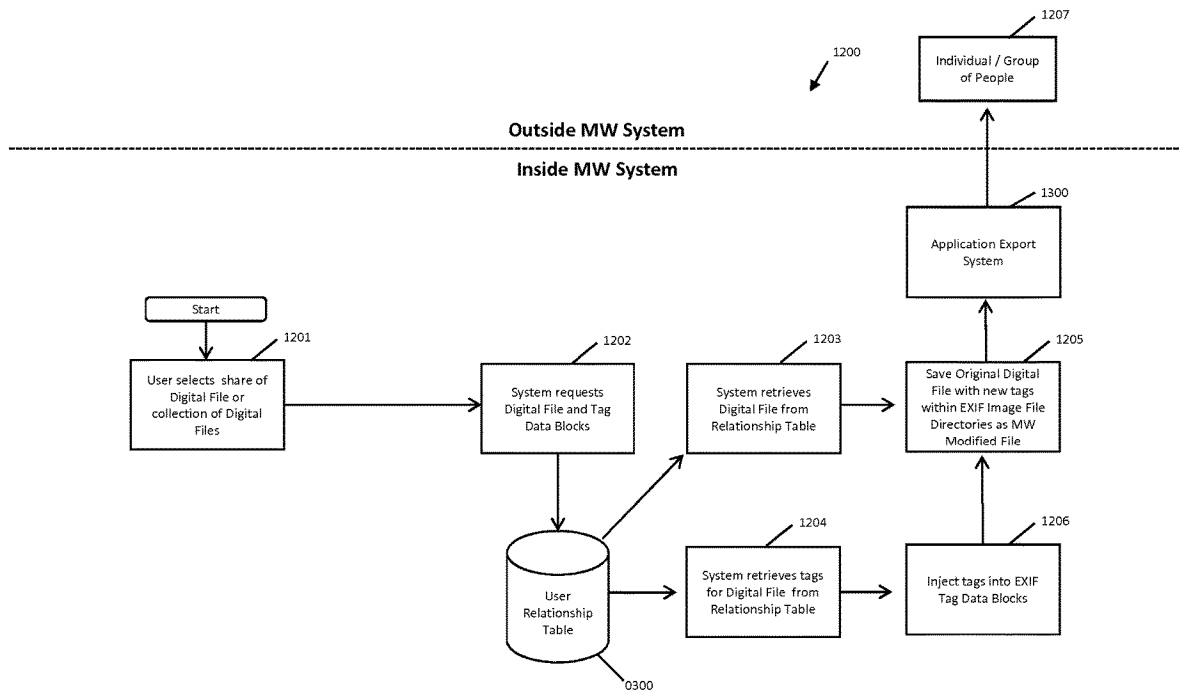 1207
Individual / Group
of People
1200
Outside MW System
Inside MW System
1300
Application Export
System
Start
1201
User selects share of
Digital File or
collection of Digital
Files
1202
System requests
Digital File and Tag
Data Blocks
1203
System retrieves
Digital File from
Relationship Table
1205
Save Original Digital
File with new tags
within EXIF Image File
Directories as MW
Modified File
User
Relationship
Table
0300
1204
System retrieves tags
for Digital File from
Relationship Table
1206
Inject tags into EXIF
Tag Data Blocks